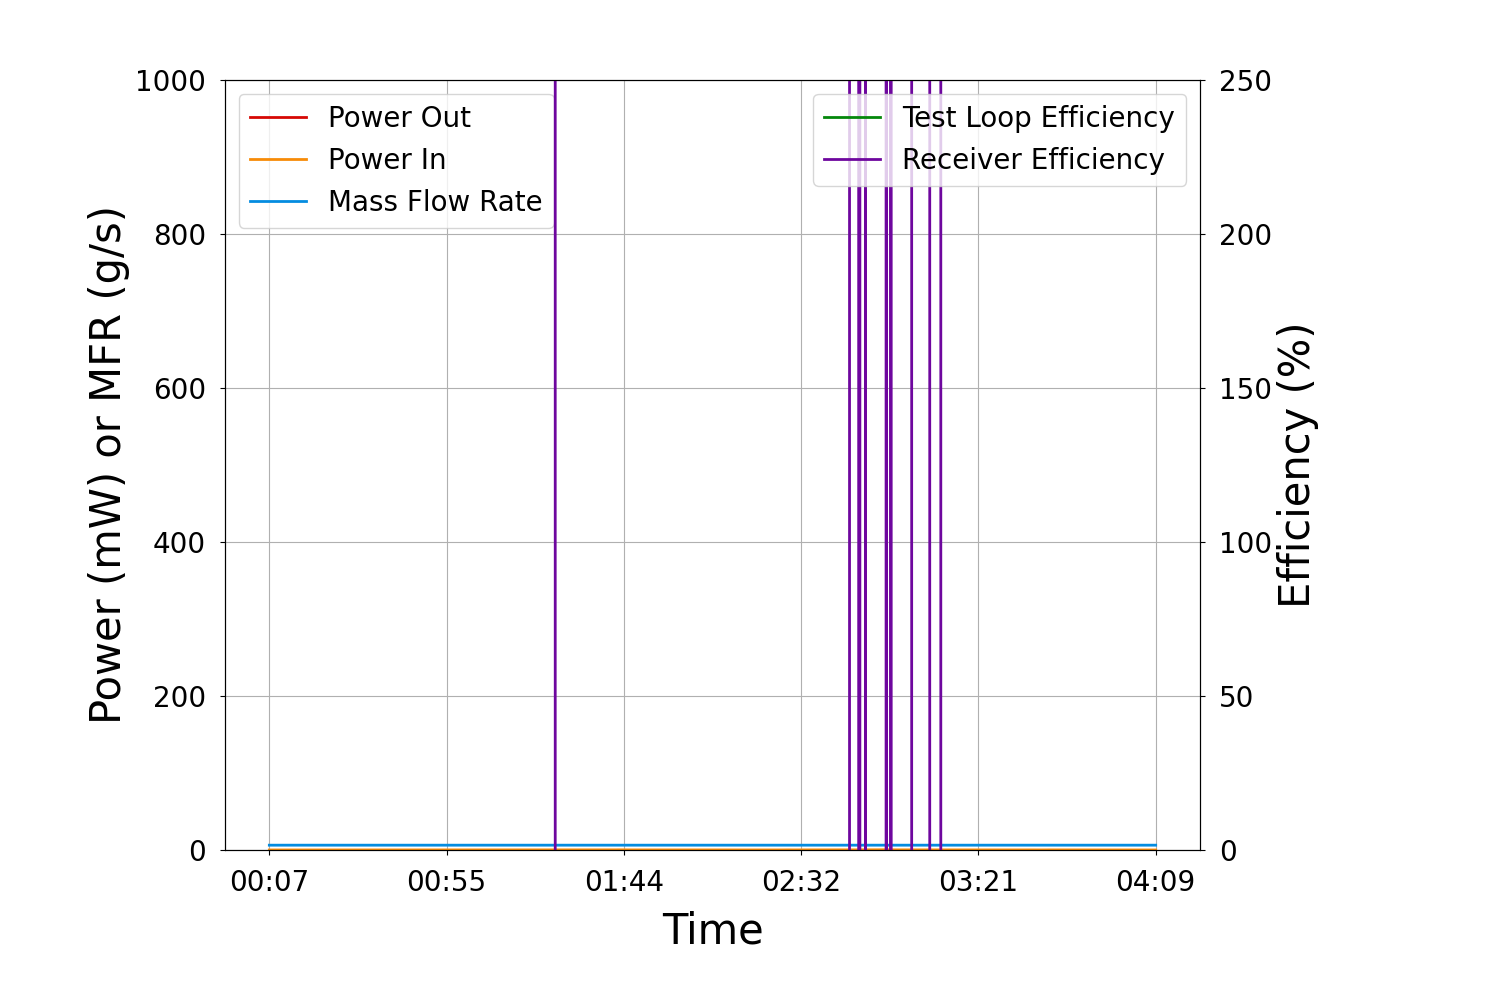 1000
800
600
400
200
0
Power (mW) or MFR (g/s)
Power Out
Power In
Mass Flow Rate
Test Loop Efficiency
Receiver Efficiency
250
200
150
100
50
0
Efficiency (%)
00:07 00:55 01:44 02:32 03:21 04:09
Time